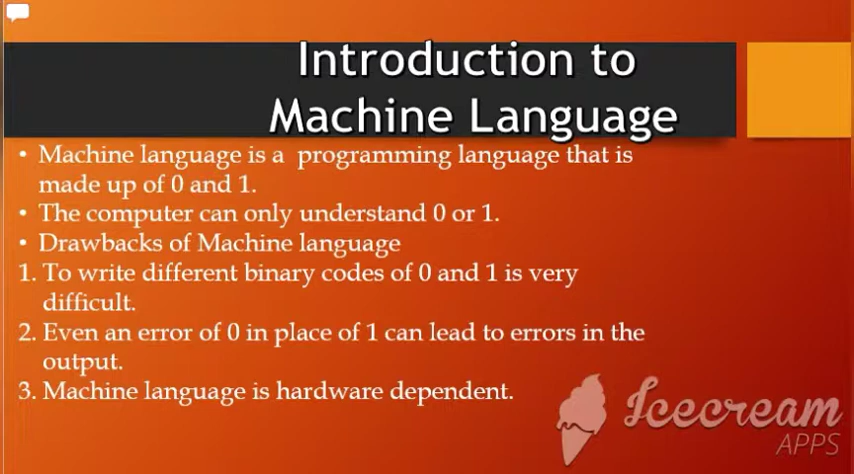 Introduction to
Machine Language
• Machine language is a programming language that is
made up of 0 and 1.
• The computer can only understand 0 or 1.
• Drawbacks of Machine language
1. To write different binary codes of 0 and 1 is very
difficult.
2. Even an error of 0 in place of 1 can lead to errors in the
output.
3. Machine language is hardware dependent.
Icecream
APPS